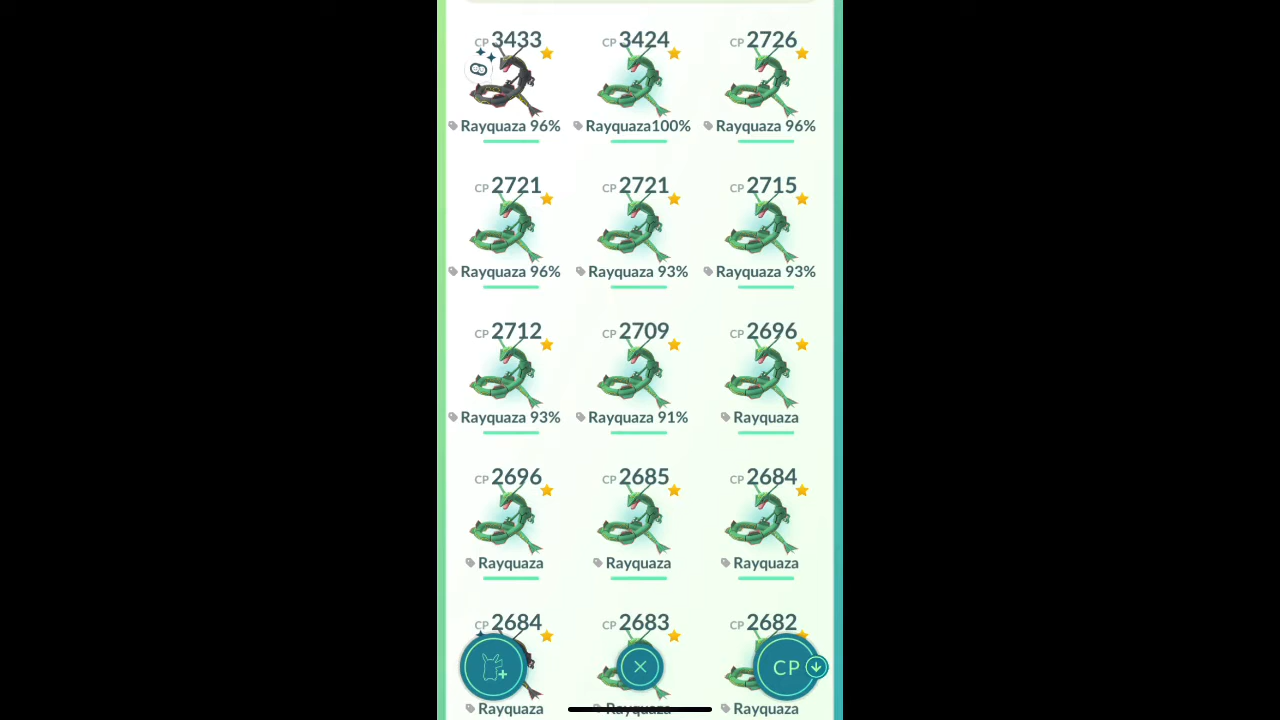 CP 3433 CP 3424 CP 2726
Rayquaza 96% Rayquaza100% Rayquaza 96%
CP 2721 CP 2721 CP 2715
Rayquaza 96% Rayquaza 93% Rayquaza 93%
CP 2712 CP 2709 CP 2696
Rayquaza 93% Rayquaza 91% Rayquaza
CP 2696 CP 2685 CP 2684
Rayquaza Rayquaza Rayquaza
CP 2684 CP 2683 CP 2682
CP
Rayquaza Rayquaza Rayquaza